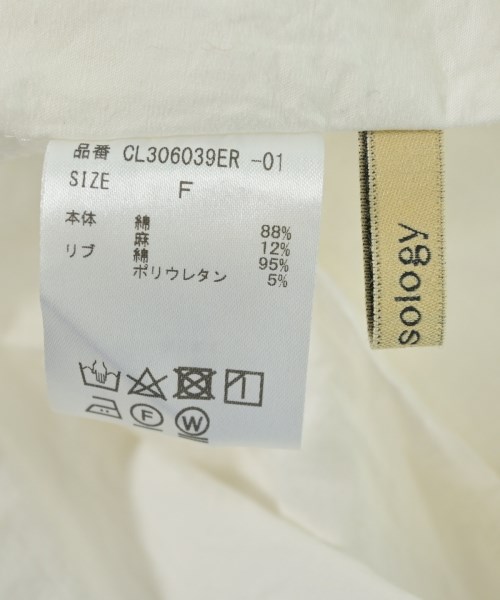 品番 CL306039ER -01
SIZE F
本体 綿 88%
麻 12%
リブ 綿 95%
ポリウレタン 5%
F W
sology